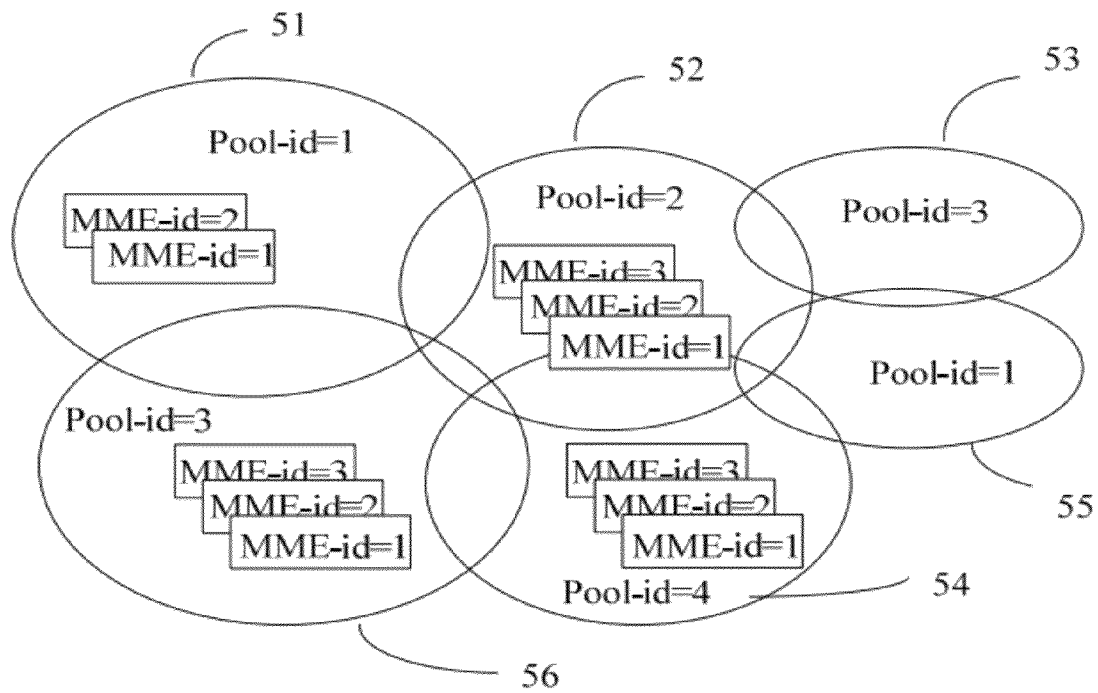 51
52
53
Pool-id=1
Pool-id=2
Pool-id=3
MME-id=2
MME-id=1
MME-id=3
MME-id=2
MME-id=1
Pool-id=1
Pool-id=3
MME-id=3
MME-id=2
MME-id=1
MME-id=3
MME-id=2
MME-id=1
Pool-id=4
55
54
56